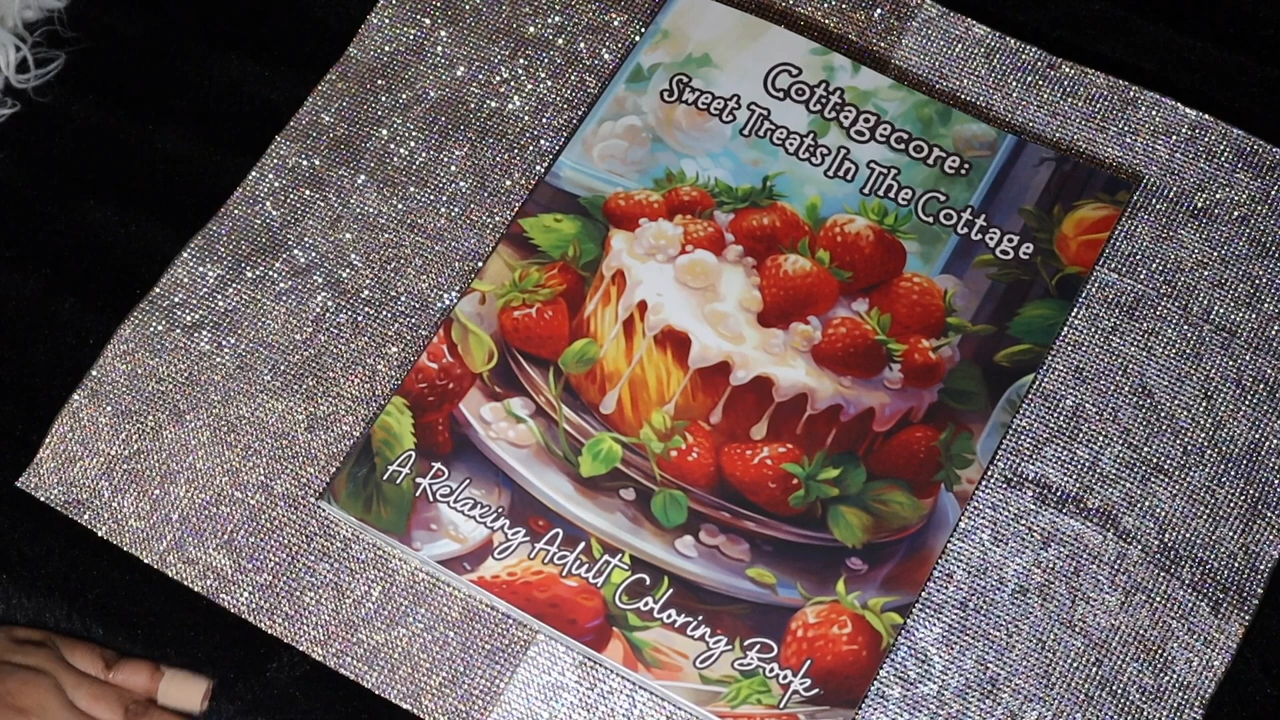 Cottagecore:
Sweet Treats In The Cottage
A Relaxing Adult Coloring Book